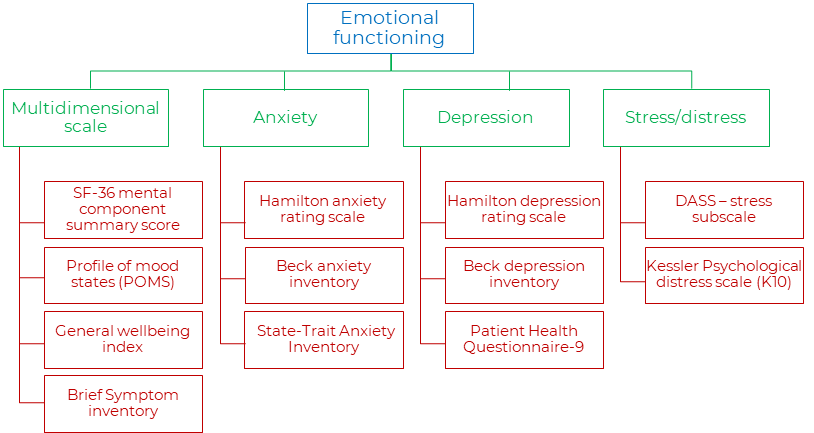 Emotional
functioning
Multidimensional
scale
Anxiety
Depression
Stress/distress
SF-36 mental
component
summary score
Profile of mood
states (POMS)
General wellbeing
index
Brief Symptom
inventory
Hamilton anxiety
rating scale
Beck anxiety
inventory
State-Trait Anxiety
Inventory
Hamilton depression
rating scale
Beck depression
inventory
Patient Health
Questionnaire-9
DASS – stress
subscale
Kessler Psychological
distress scale (K10)